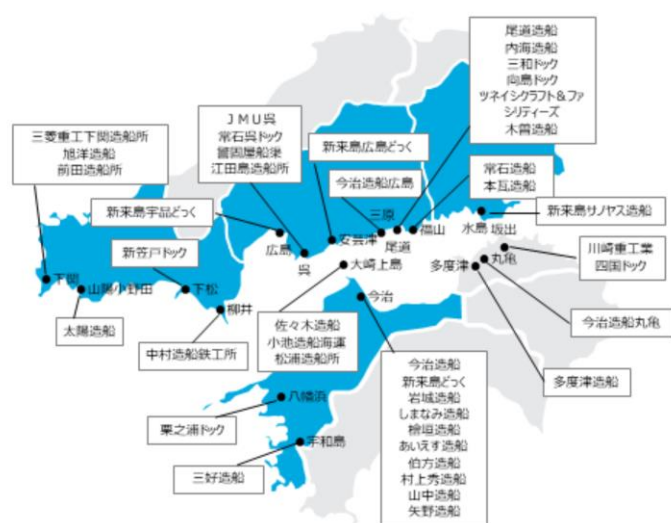 尾道造船
内海造船
三和ドック
向島ドック
ツネイシクラフト&ファ
シリティーズ
木曽造船
JMU呉
常石呉ドック
警固屋船渠
江田島造船所
三菱重工下関造船所
旭洋造船
前田造船所
新来島広島どっく
今治造船広島
常石造船
本瓦造船
新来島宇品どっく
新来島サノヤス造船
新笠戸ドック
川崎重工業
四国ドック
三原
尾道
福山
水島
坂出
広島
呉
安芸津
大崎上島
丸亀
多度津
下関
山陽小野田
下松
柳井
今治
太陽造船
中村造船鉄工所
佐々木造船
小池造船海運
松浦造船所
今治造船丸亀
多度津造船
今治造船
新来島どっく
岩城造船
しまなみ造船
檜垣造船
あいえす造船
伯方造船
村上秀造船
山中造船
矢野造船
八幡浜
栗之浦ドック
宇和島
三好造船